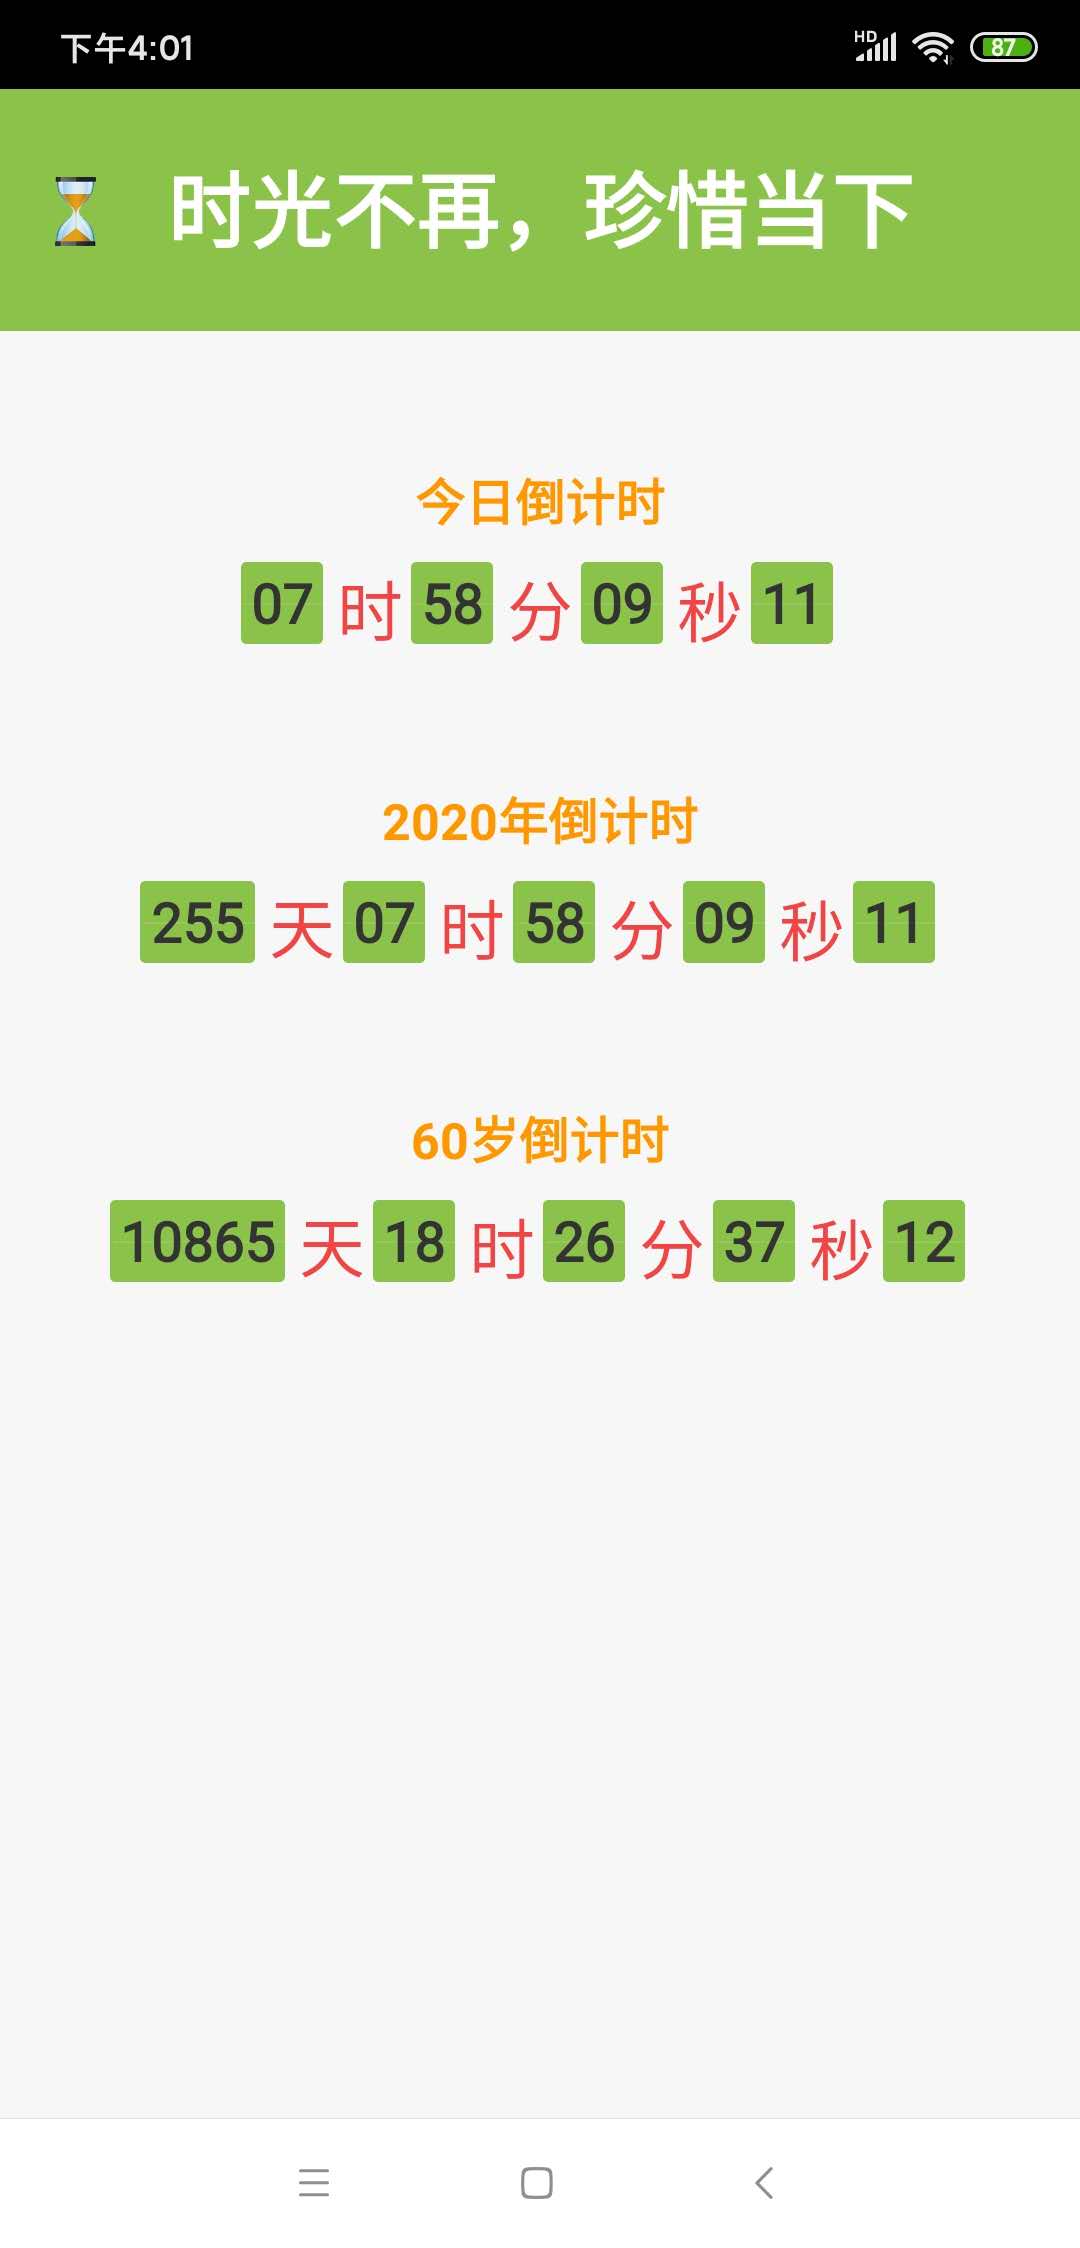 下午4:01 HD 87
时光不再，珍惜当下
今日倒计时
07 时 58 分 09 秒 11
2020年倒计时
255 天 07 时 58 分 09 秒 11
60岁倒计时
10865 天 18 时 26 分 37 秒 12